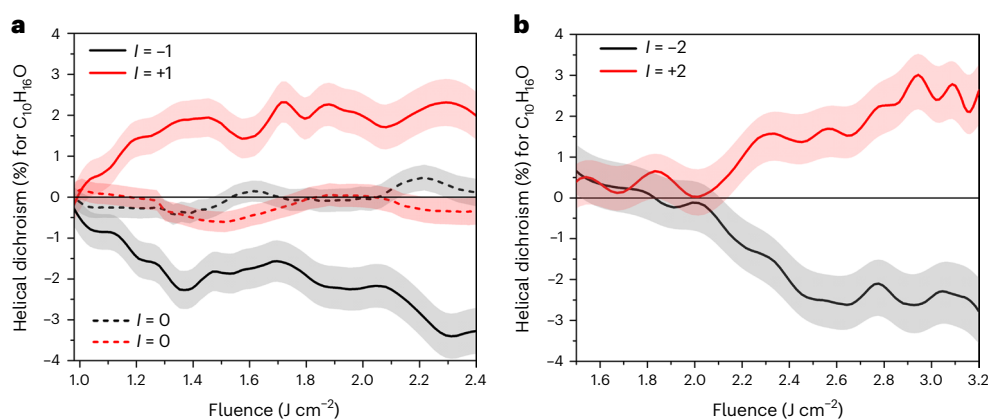 a
4
3
2
1
0
−1
−2
−3
−4
Helical dichroism (%) for C₁₀H₁₆O
l = −1
l = +1
l = 0
l = 0
1.0 1.2 1.4 1.6 1.8 2.0 2.2 2.4
Fluence (J cm⁻²)
b
4
3
2
1
0
−1
−2
−3
−4
Helical dichroism (%) for C₁₀H₁₆O
l = −2
l = +2
1.6 1.8 2.0 2.2 2.4 2.6 2.8 3.0 3.2
Fluence (J cm⁻²)